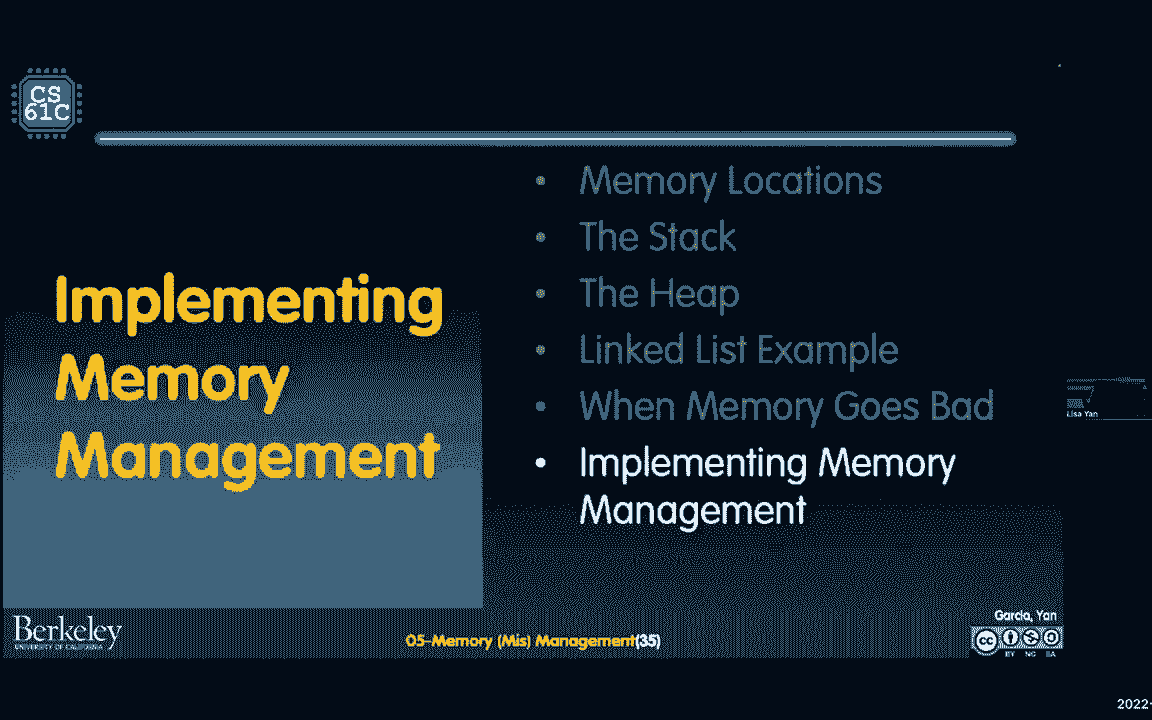 CS
61C
Implementing
Memory
Management
• Memory Locations
• The Stack
• The Heap
• Linked List Example
• When Memory Goes Bad
• Implementing Memory
Management
Lisa Yan
Berkeley
UNIVERSITY OF CALIFORNIA
05-Memory (Mis) Management(35)
Garcia, Yan
cc
BY NC SA
2022-